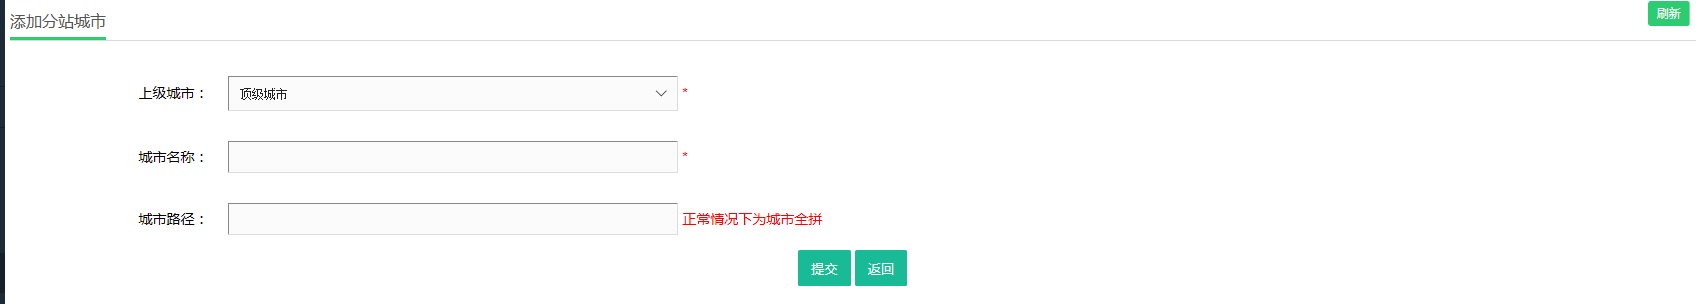 添加分站城市
刷新
上级城市：
顶级城市
*
城市名称：
*
城市路径：
正常情况下为城市全拼
提交
返回